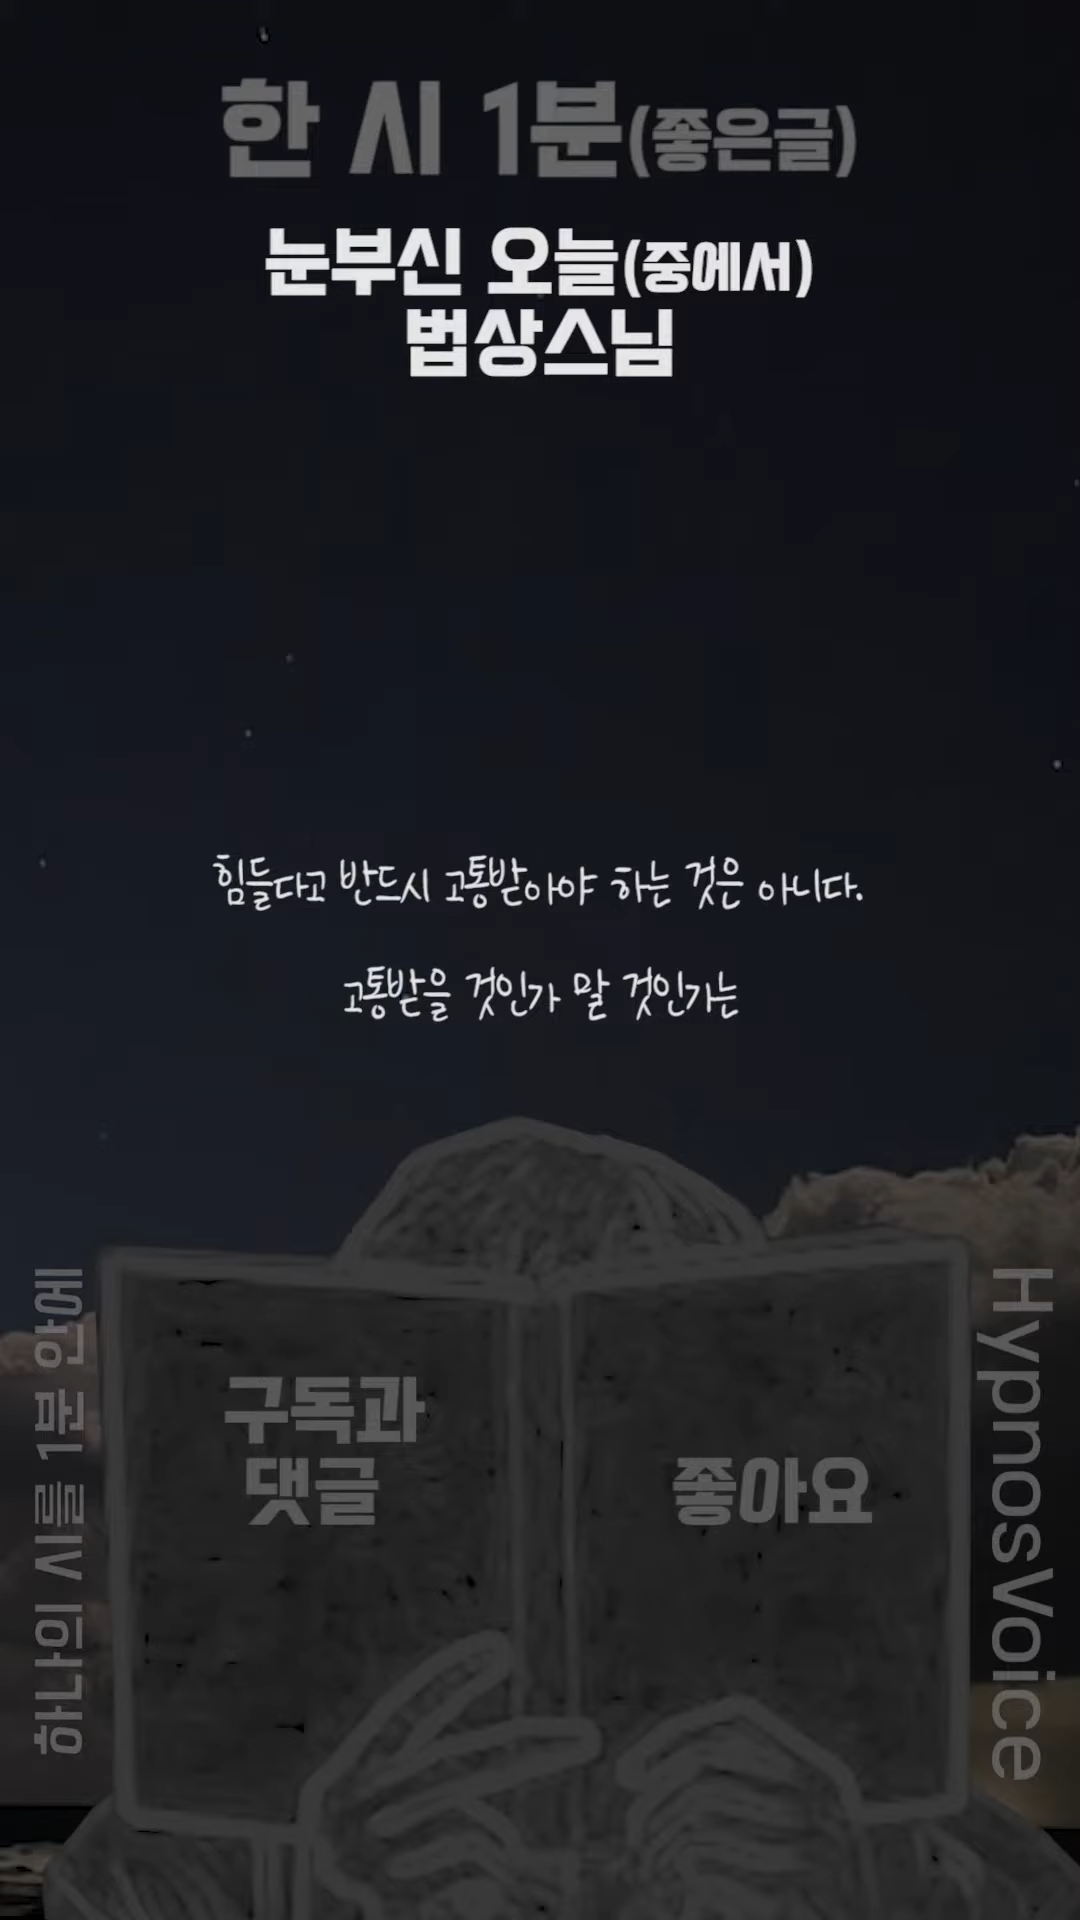 한 시 1분(좋은글)
눈부신 오늘(중에서)
법상스님
힘들다고 반드시 고통받아야 하는 것은 아니다.
고통받을 것인가 말 것인가는
하나의 시를 1분 안에
구독과
댓글
좋아요
HypnosVoice